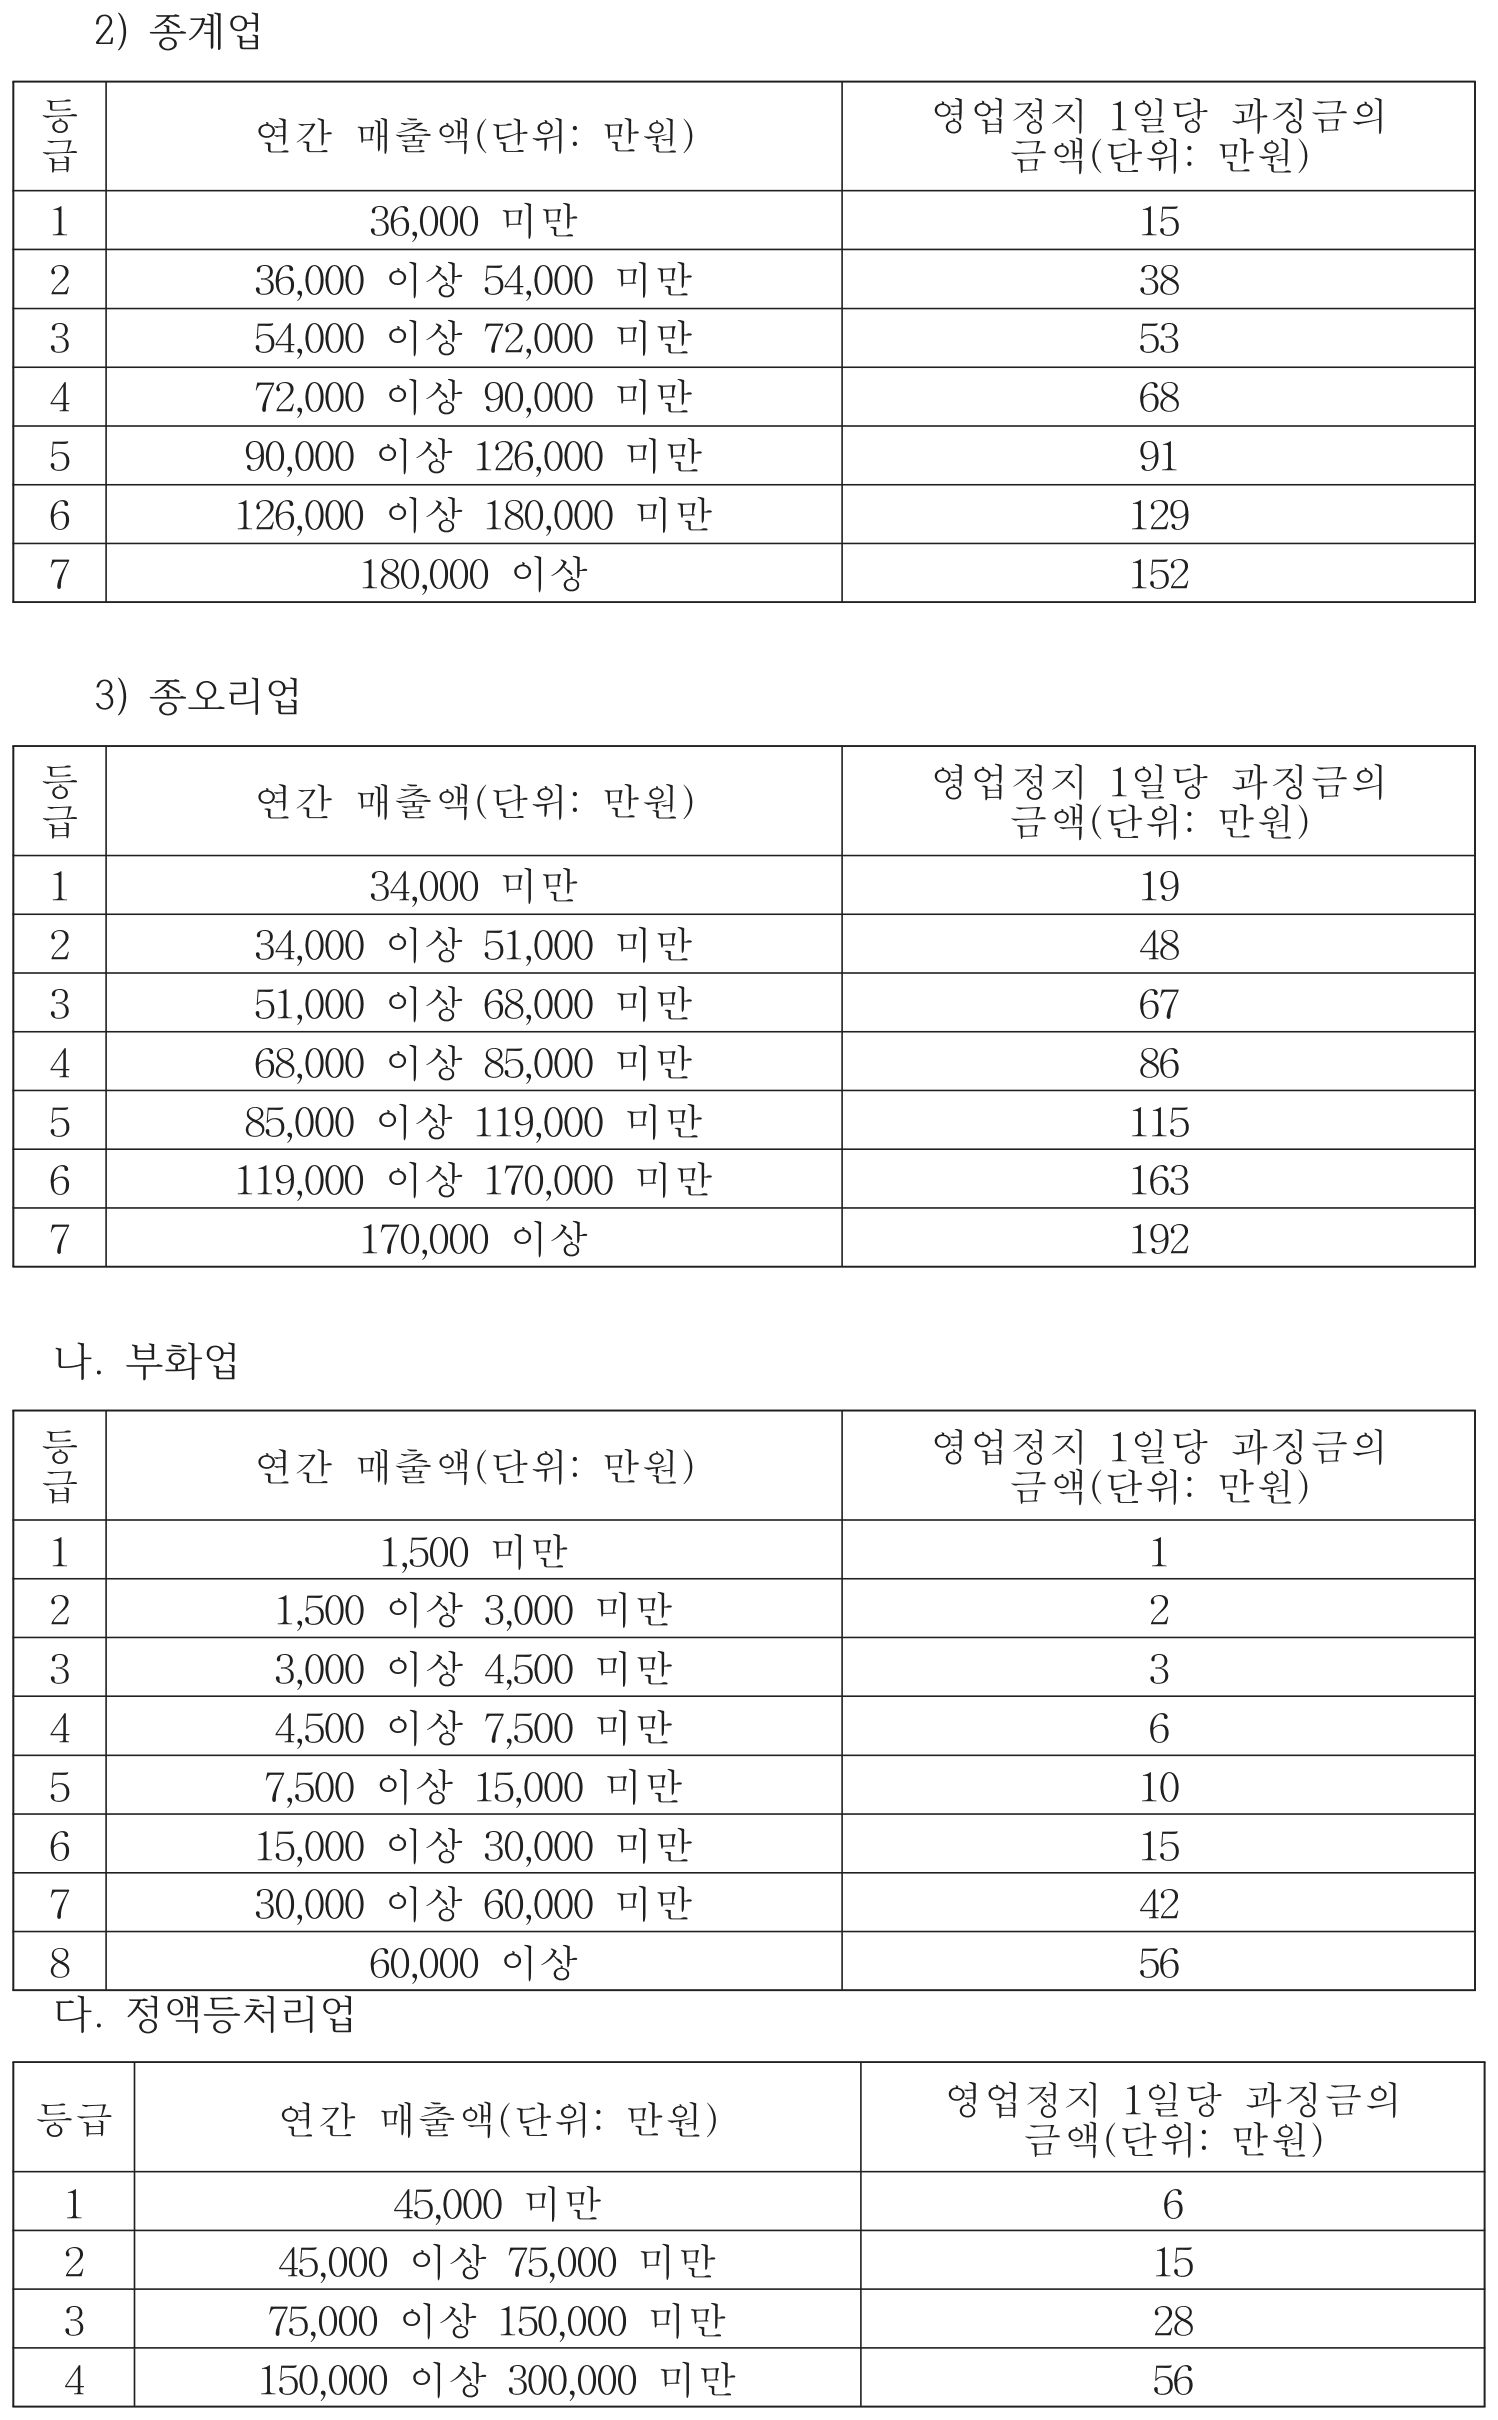 2) 종계업
등급 연간 매출액(단위: 만원) 영업정지 1일당 과징금의
금액(단위: 만원)
1 36,000 미만 15
2 36,000 이상 54,000 미만 38
3 54,000 이상 72,000 미만 53
4 72,000 이상 90,000 미만 68
5 90,000 이상 126,000 미만 91
6 126,000 이상 180,000 미만 129
7 180,000 이상 152
3) 종오리업
등급 연간 매출액(단위: 만원) 영업정지 1일당 과징금의
금액(단위: 만원)
1 34,000 미만 19
2 34,000 이상 51,000 미만 48
3 51,000 이상 68,000 미만 67
4 68,000 이상 85,000 미만 86
5 85,000 이상 119,000 미만 115
6 119,000 이상 170,000 미만 163
7 170,000 이상 192
나. 부화업
등급 연간 매출액(단위: 만원) 영업정지 1일당 과징금의
금액(단위: 만원)
1 1,500 미만 1
2 1,500 이상 3,000 미만 2
3 3,000 이상 4,500 미만 3
4 4,500 이상 7,500 미만 6
5 7,500 이상 15,000 미만 10
6 15,000 이상 30,000 미만 15
7 30,000 이상 60,000 미만 42
8 60,000 이상 56
다. 정액등처리업
등급 연간 매출액(단위: 만원) 영업정지 1일당 과징금의
금액(단위: 만원)
1 45,000 미만 6
2 45,000 이상 75,000 미만 15
3 75,000 이상 150,000 미만 28
4 150,000 이상 300,000 미만 56